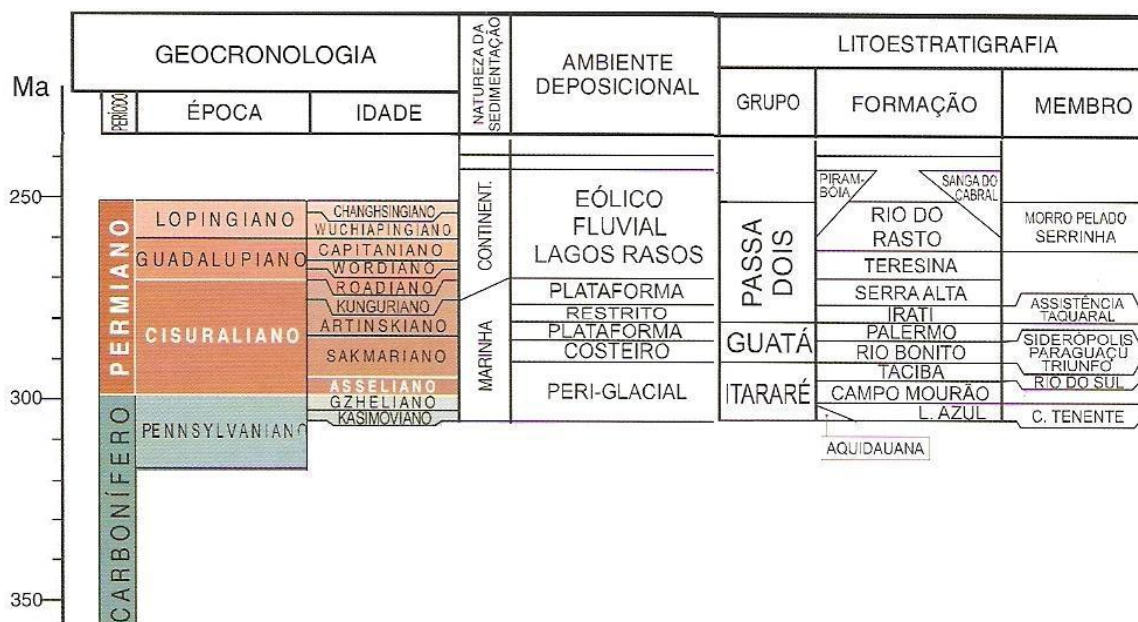 GEOCRONOLOGIA
NATUREZA DA
SEDIMENTAÇÃO
AMBIENTE
DEPOSICIONAL
LITOESTRATIGRAFIA
Ma
PERÍODO
ÉPOCA
IDADE
GRUPO
FORMAÇÃO
MEMBRO
250
300
350
PERMIANO
CARBONÍFERO
LOPINGIANO
GUADALUPIANO
CISURALIANO
PENNSYLVANIANO
CHANGHSINGIANO
WUCHIAPINGIANO
CAPITANIANO
WORDIANO
ROADIANO
KUNGURIANO
ARTINSKIANO
SAKMARIANO
ASSELIANO
GZHELIANO
KASIMOVIANO
CONTINENT.
MARINHA
EÓLICO
FLUVIAL
LAGOS RASOS
PLATAFORMA
RESTRITO
PLATAFORMA
COSTEIRO
PERI-GLACIAL
PASSA
DOIS
GUATÁ
ITARARÉ
PIRAM-
BÓIA
SANGA DO
CABRAL
RIO DO
RASTO
TERESINA
SERRA ALTA
IRATI
PALERMO
RIO BONITO
TACIBA
CAMPO MOURÃO
L. AZUL
AQUIDAUANA
MORRO PELADO
SERRINHA
ASSISTÊNCIA
TAQUARAL
SIDERÓPOLIS
PARAGUAÇU
TRIUNFO
RIO DO SUL
C. TENENTE